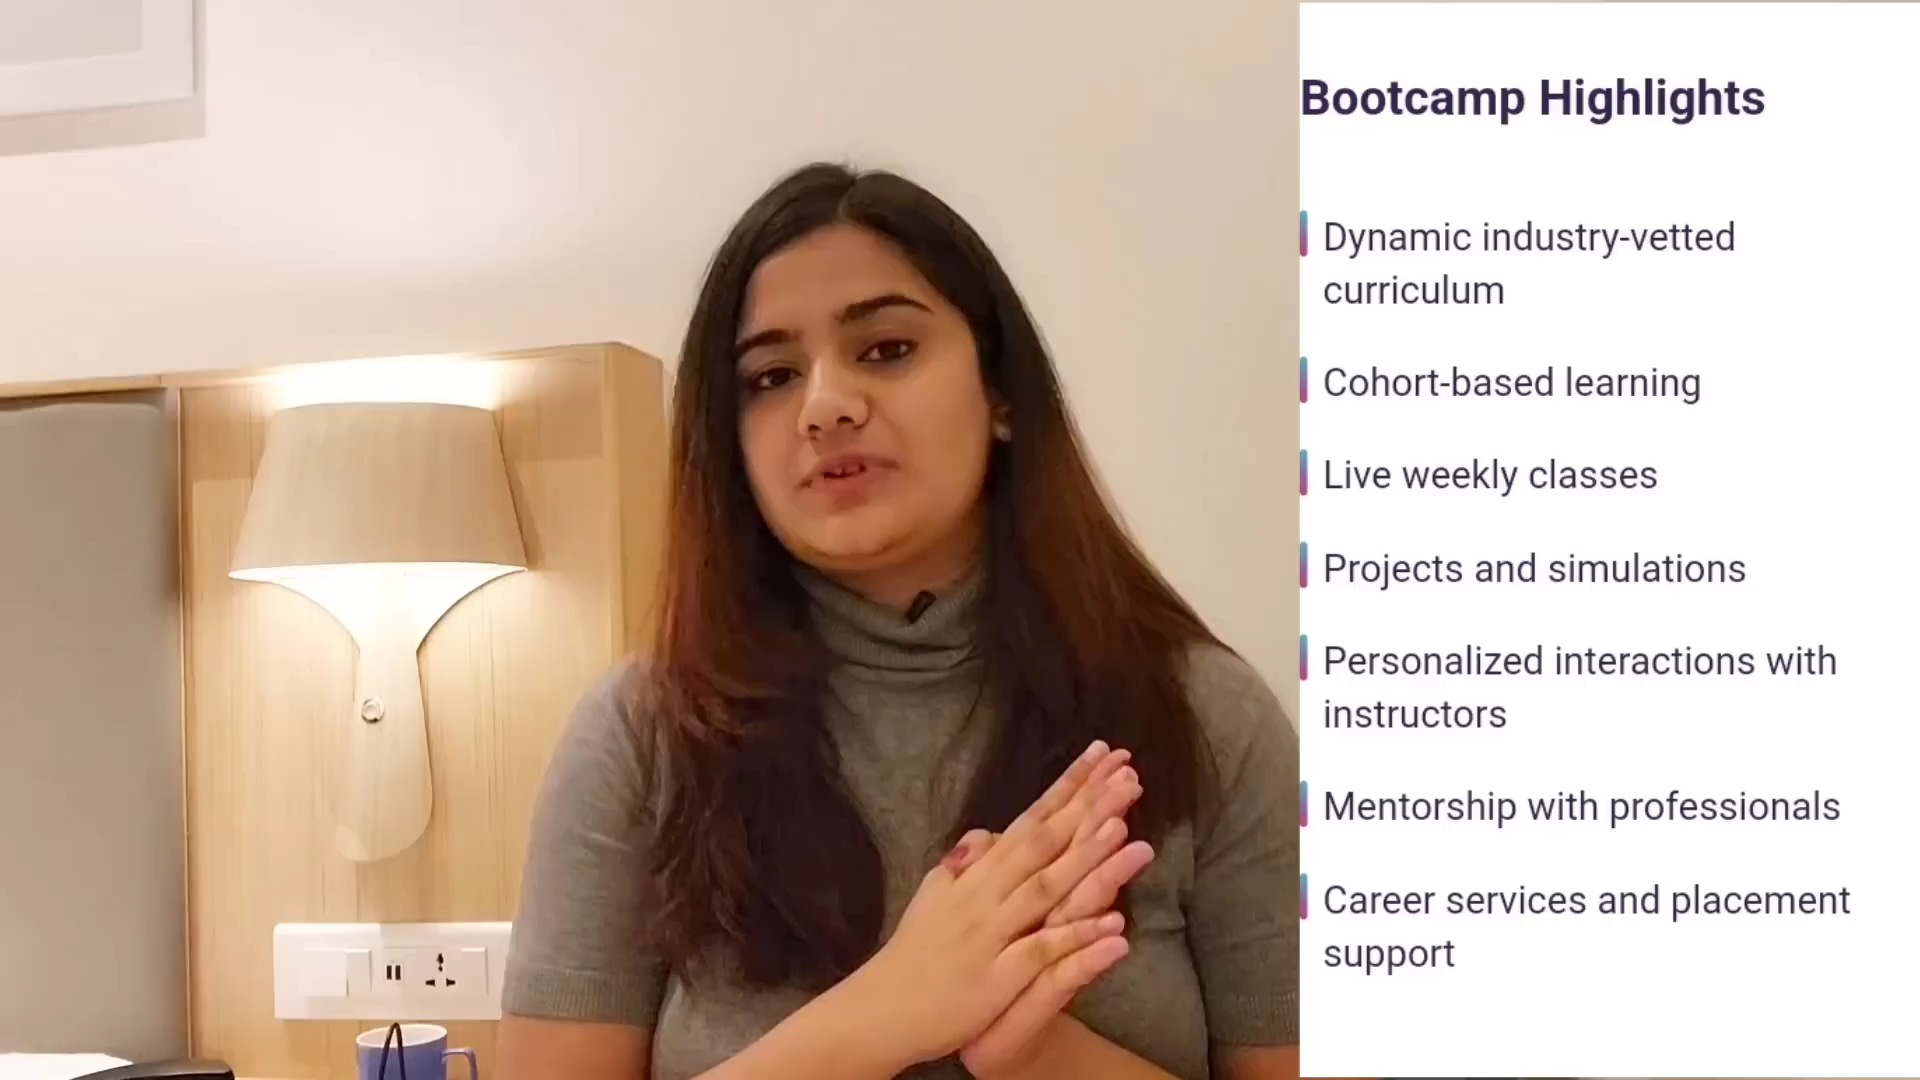 Bootcamp Highlights
Dynamic industry-vetted
curriculum
Cohort-based learning
Live weekly classes
Projects and simulations
Personalized interactions with
instructors
Mentorship with professionals
Career services and placement
support